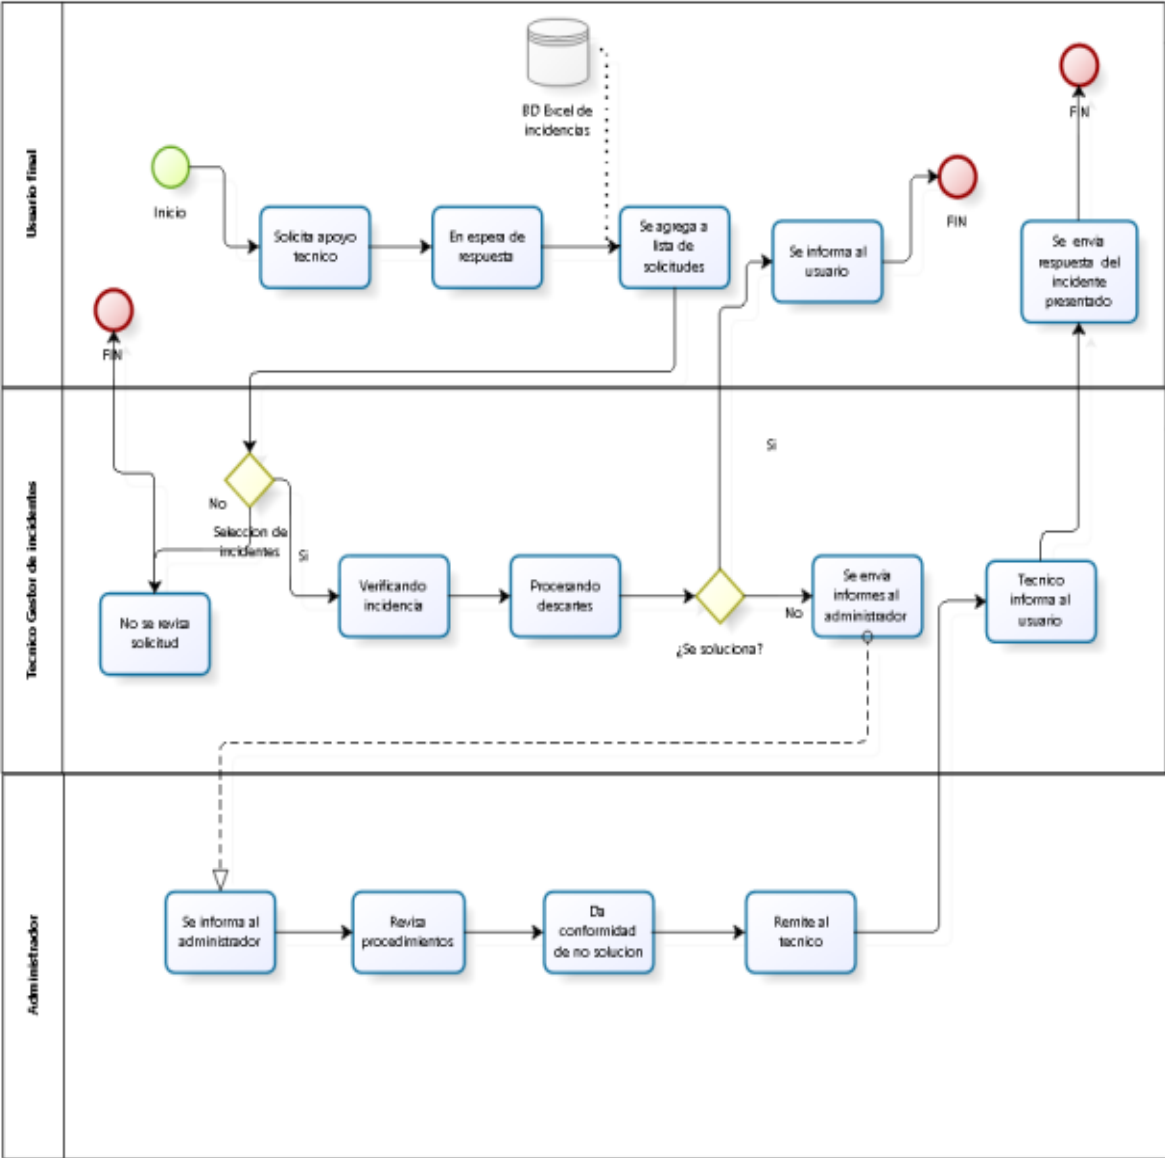 Usuario final
BD Excel de
incidencias
FIN
Inicio
Solicita apoyo
tecnico
En espera de
respuesta
Se agrega a
lista de
solicitudes
Se informa al
usuario
FIN
Se envia
respuesta del
incidente
presentado
FIN
Tecnico Gestor de incidentes
Si
No
Seleccion de
incidentes
Si
No se revisa
solicitud
Verificando
incidencia
Procesando
descartes
¿Se soluciona?
No
Se envia
informes al
administrador
Tecnico
informa al
usuario
Administrador
Se informa al
administrador
Revisa
procedimientos
Da
conformidad
de no solucion
Remite al
tecnico